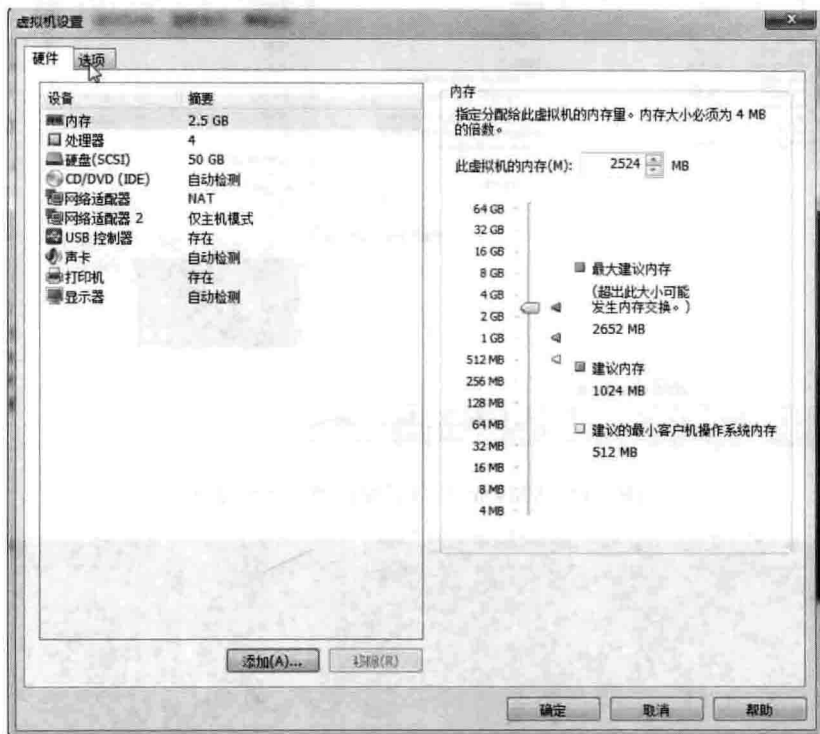 虚拟机设置
硬件 选项
设备 摘要
内存 2.5 GB
处理器 4
硬盘(SCSI) 50 GB
CD/DVD (IDE) 自动检测
网络适配器 NAT
网络适配器 2 仅主机模式
USB 控制器 存在
声卡 自动检测
打印机 存在
显示器 自动检测
添加(A)... 移除(R)
内存
指定分配给此虚拟机的内存量。内存大小必须为 4 MB
的倍数。
此虚拟机的内存(M): 2524 MB
64 GB
32 GB
16 GB
8 GB
4 GB
2 GB
1 GB
512 MB
256 MB
128 MB
64 MB
32 MB
16 MB
8 MB
4 MB
最大建议内存
(超出此大小可能
发生内存交换。)
2652 MB
建议内存
1024 MB
建议的最小客户机操作系统内存
512 MB
确定 取消 帮助